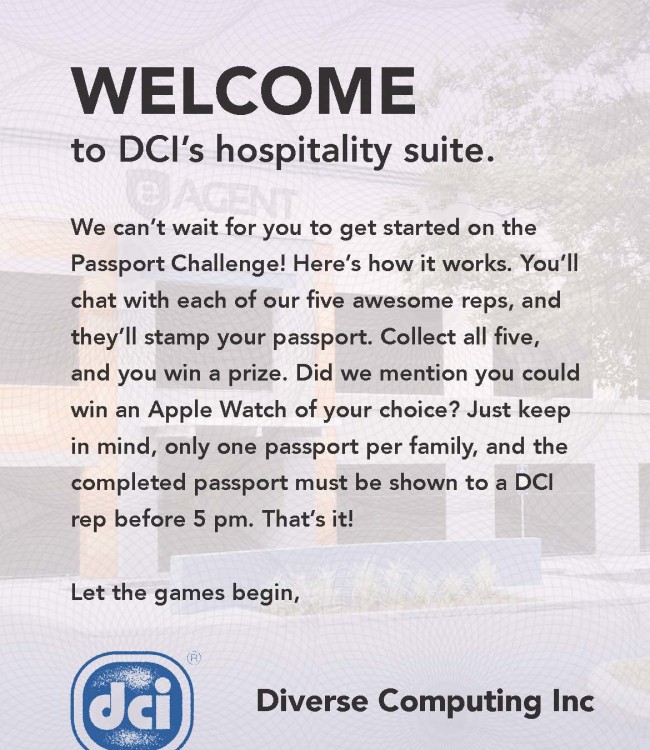 WELCOME
to DCI's hospitality suite.
e AGENT
We can't wait for you to get started on the
Passport Challenge! Here's how it works. You'll
chat with each of our five awesome reps, and
they'll stamp your passport. Collect all five,
and you win a prize. Did we mention you could
win an Apple Watch of your choice? Just keep
in mind, only one passport per family, and the
completed passport must be shown to a DCI
rep before 5 pm. That's it!
Let the games begin,
dci ®
Diverse Computing Inc